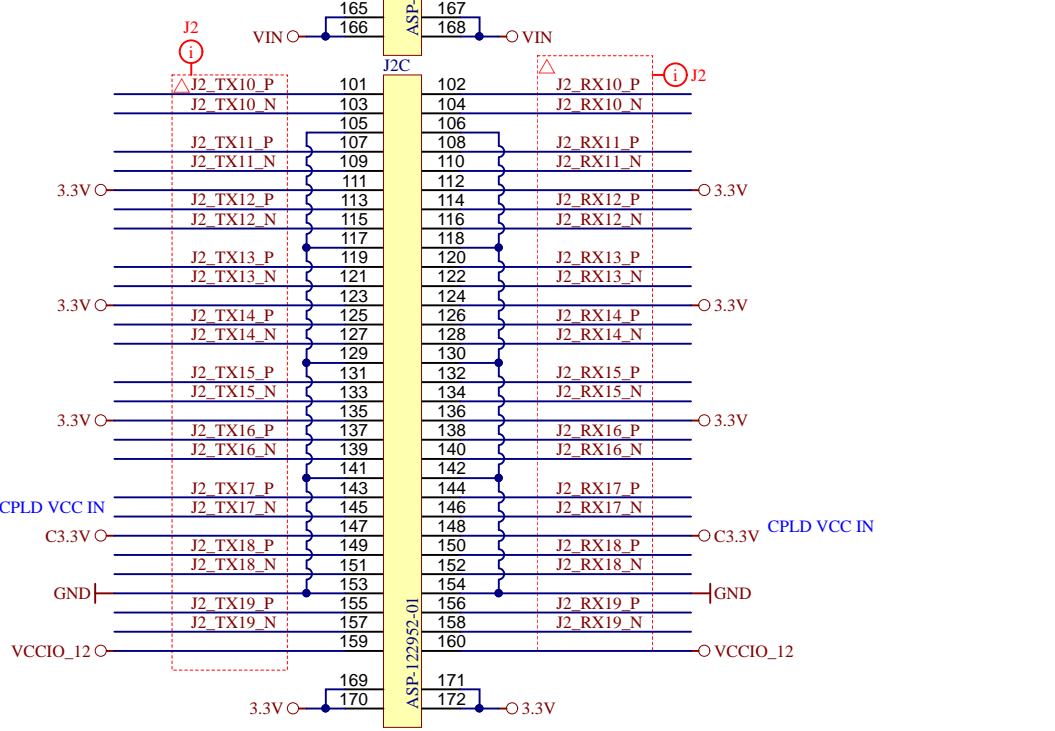 165 ASP- 167
VIN 166 168 VIN
J2 J2C
i
i J2
J2_TX10_P 101 102 J2_RX10_P
J2_TX10_N 103 104 J2_RX10_N
105 106
J2_TX11_P 107 108 J2_RX11_P
J2_TX11_N 109 110 J2_RX11_N
3.3V 111 112 3.3V
J2_TX12_P 113 114 J2_RX12_P
J2_TX12_N 115 116 J2_RX12_N
117 118
J2_TX13_P 119 120 J2_RX13_P
J2_TX13_N 121 122 J2_RX13_N
3.3V 123 124 3.3V
J2_TX14_P 125 126 J2_RX14_P
J2_TX14_N 127 128 J2_RX14_N
129 130
J2_TX15_P 131 132 J2_RX15_P
J2_TX15_N 133 134 J2_RX15_N
3.3V 135 136 3.3V
J2_TX16_P 137 138 J2_RX16_P
J2_TX16_N 139 140 J2_RX16_N
141 142
J2_TX17_P 143 144 J2_RX17_P
CPLD VCC IN J2_TX17_N 145 146 J2_RX17_N
C3.3V 147 148 C3.3V CPLD VCC IN
J2_TX18_P 149 150 J2_RX18_P
J2_TX18_N 151 152 J2_RX18_N
GND 153 154 GND
J2_TX19_P 155 156 J2_RX19_P
J2_TX19_N 157 158 J2_RX19_N
VCCIO_12 159 160 VCCIO_12
ASP-122952-01
169 171
3.3V 170 172 3.3V